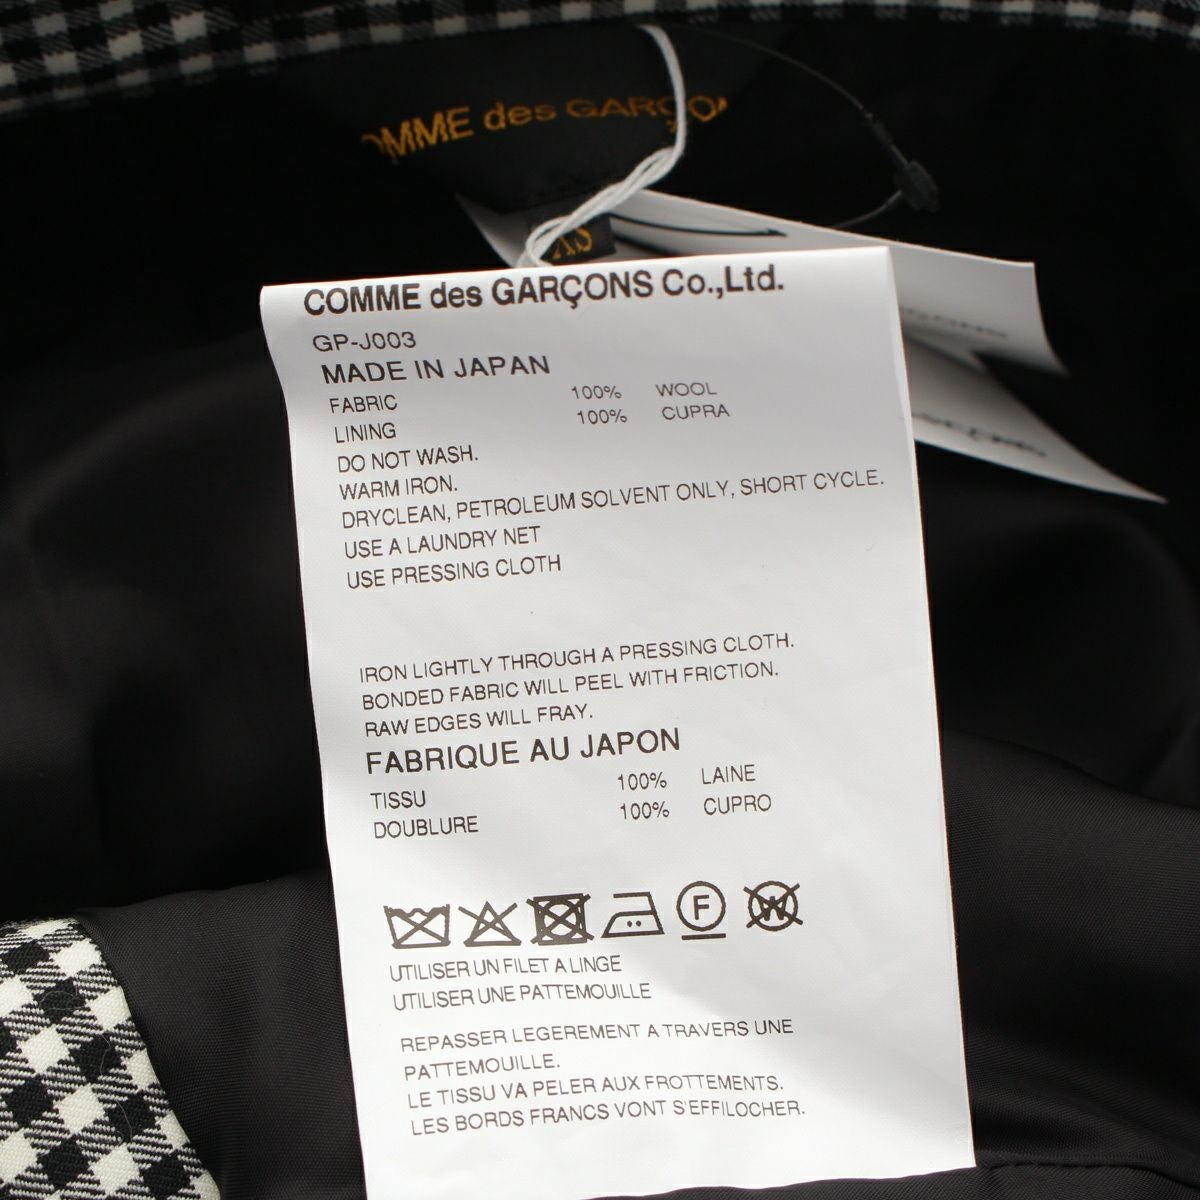 OMME des GARÇON
XS
COMME des GARÇONS Co.,Ltd.
GP-J003
MADE IN JAPAN
FABRIC 100% WOOL
LINING 100% CUPRA
DO NOT WASH.
WARM IRON.
DRYCLEAN, PETROLEUM SOLVENT ONLY, SHORT CYCLE.
USE A LAUNDRY NET
USE PRESSING CLOTH
IRON LIGHTLY THROUGH A PRESSING CLOTH.
BONDED FABRIC WILL PEEL WITH FRICTION.
RAW EDGES WILL FRAY.
FABRIQUE AU JAPON
TISSU 100% LAINE
DOUBLURE 100% CUPRO
F W
UTILISER UN FILET A LINGE
UTILISER UNE PATTEMOUILLE
REPASSER LEGEREMENT A TRAVERS UNE
PATTEMOUILLE.
LE TISSU VA PELER AUX FROTTEMENTS.
LES BORDS FRANCS VONT S'EFFILOCHER.